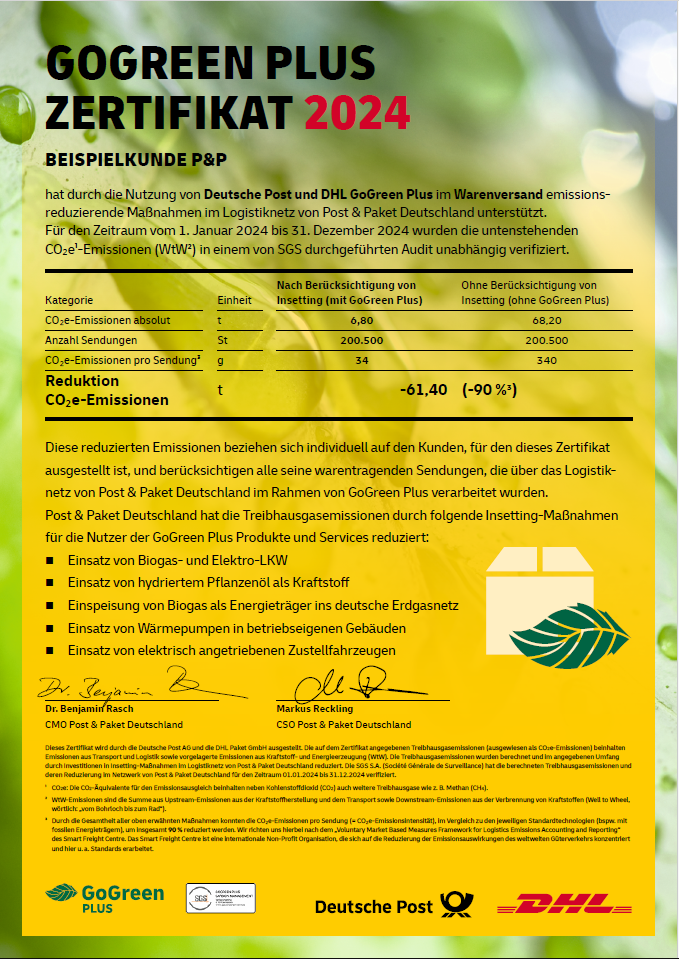 GOGREEN PLUS
ZERTIFIKAT 2024
BEISPIELKUNDE P&P
hat durch die Nutzung von Deutsche Post und DHL GoGreen Plus im Warenversand emissions-
reduzierende Maßnahmen im Logistiknetz von Post & Paket Deutschland unterstützt.
Für den Zeitraum vom 1. Januar 2024 bis 31. Dezember 2024 wurden die untenstehenden
CO₂e¹-Emissionen (WtW²) in einem von SGS durchgeführten Audit unabhängig verifiziert.
Kategorie Einheit Nach Berücksichtigung von Insetting (mit GoGreen Plus) Ohne Berücksichtigung von Insetting (ohne GoGreen Plus)
CO₂e-Emissionen absolut t 6,80 68,20
Anzahl Sendungen St 200.500 200.500
CO₂e-Emissionen pro Sendung³ g 34 340
Reduktion
CO₂e-Emissionen t -61,40 (-90 %³)
Diese reduzierten Emissionen beziehen sich individuell auf den Kunden, für den dieses Zertifikat
ausgestellt ist, und berücksichtigen alle seine warentragenden Sendungen, die über das Logistik-
netz von Post & Paket Deutschland im Rahmen von GoGreen Plus verarbeitet wurden.
Post & Paket Deutschland hat die Treibhausgasemissionen durch folgende Insetting-Maßnahmen
für die Nutzer der GoGreen Plus Produkte und Services reduziert:
■ Einsatz von Biogas- und Elektro-LKW
■ Einsatz von hydriertem Pflanzenöl als Kraftstoff
■ Einspeisung von Biogas als Energieträger ins deutsche Erdgasnetz
■ Einsatz von Wärmepumpen in betriebseigenen Gebäuden
■ Einsatz von elektrisch angetriebenen Zustellfahrzeugen
Dr. Benjamin
Dr. Benjamin Rasch
CMO Post & Paket Deutschland
Markus Reckling
CSO Post & Paket Deutschland
Dieses Zertifikat wird durch die Deutsche Post AG und die DHL Paket GmbH ausgestellt. Die auf dem Zertifikat angegebenen Treibhausgasemissionen (ausgewiesen als CO₂e-Emissionen) beinhalten
Emissionen aus Transport und Logistik sowie vorgelagerte Emissionen aus Kraftstoff- und Energieerzeugung (WtW). Die Treibhausgasemissionen wurden berechnet und im angegebenen Umfang
durch Investitionen in Insetting-Maßnahmen im Logistiknetz von Post & Paket Deutschland reduziert. Die SGS S.A. (Société Générale de Surveillance) hat die berechneten Treibhausgasemissionen und
deren Reduzierung im Netzwerk von Post & Paket Deutschland für den Zeitraum 01.01.2024 bis 31.12.2024 verifiziert.
¹ CO₂e: Die CO₂-Äquivalente für den Emissionsausgleich beinhalten neben Kohlenstoffdioxid (CO₂) auch weitere Treibhausgase wie z. B. Methan (CH₄).
² WtW-Emissionen sind die Summe aus Upstream-Emissionen aus der Kraftstoffherstellung und dem Transport sowie Downstream-Emissionen aus der Verbrennung von Kraftstoffen (Well to Wheel,
wörtlich: „vom Bohrloch bis zum Rad“).
³ Durch die Gesamtheit aller oben erwähnten Maßnahmen konnten die CO₂e-Emissionen pro Sendung (= CO₂e-Emissionsintensität), im Vergleich zu den jeweiligen Standardtechnologien (bspw. mit
fossilen Energieträgern), um insgesamt 90 % reduziert werden. Wir richten uns hierbei nach dem „Voluntary Market Based Measures Framework for Logistics Emissions Accounting and Reporting“
des Smart Freight Centre. Das Smart Freight Centre ist eine internationale Non-Profit Organisation, die sich auf die Reduzierung der Emissionsauswirkungen des weltweiten Güterverkehrs konzentriert
und hier u. a. Standards erarbeitet.
GoGreen
PLUS
SGS
Deutsche Post
DHL